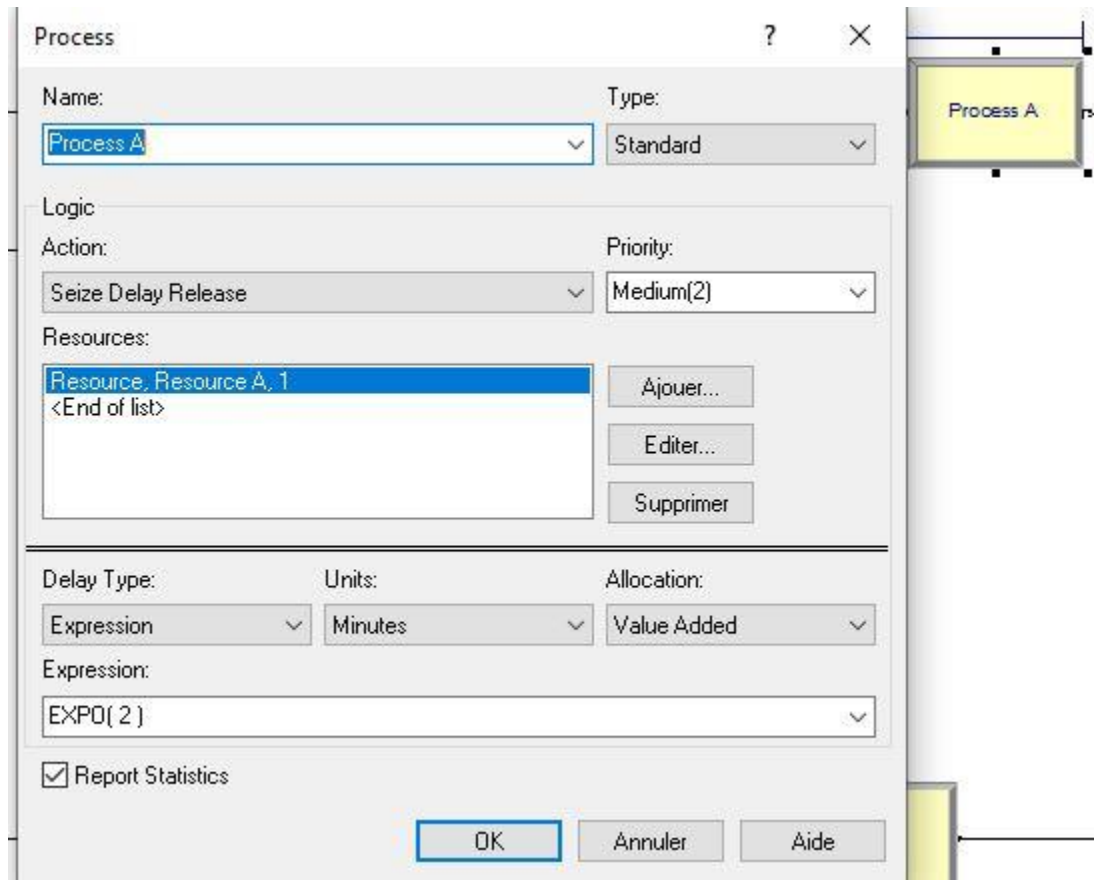 Process ?
Name: Type:
Process A Standard
Process A
Logic
Action: Priority:
Seize Delay Release Medium(2)
Resources:
Resource, Resource A, 1
<End of list>
Ajouer...
Editer...
Supprimer
Delay Type: Units: Allocation:
Expression Minutes Value Added
Expression:
EXPO( 2 )
Report Statistics
OK Annuler Aide